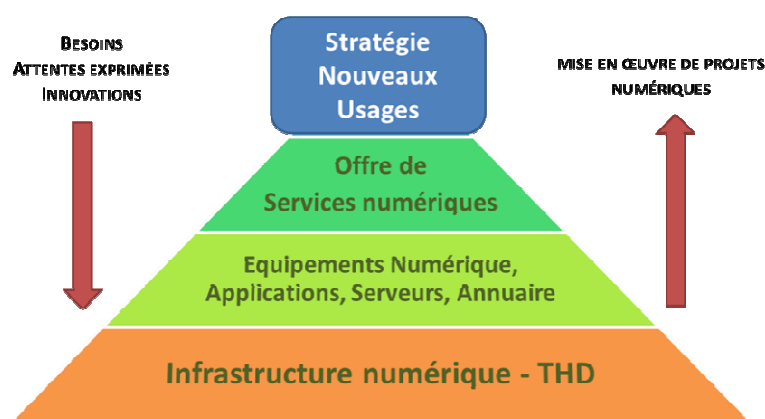 BESOINS
ATTENTES EXPRIMÉES
INNOVATIONS
Stratégie
Nouveaux
Usages
MISE EN ŒUVRE DE PROJETS
NUMÉRIQUES
Offre de
Services numériques
Equipements Numérique,
Applications, Serveurs, Annuaire
Infrastructure numérique - THD